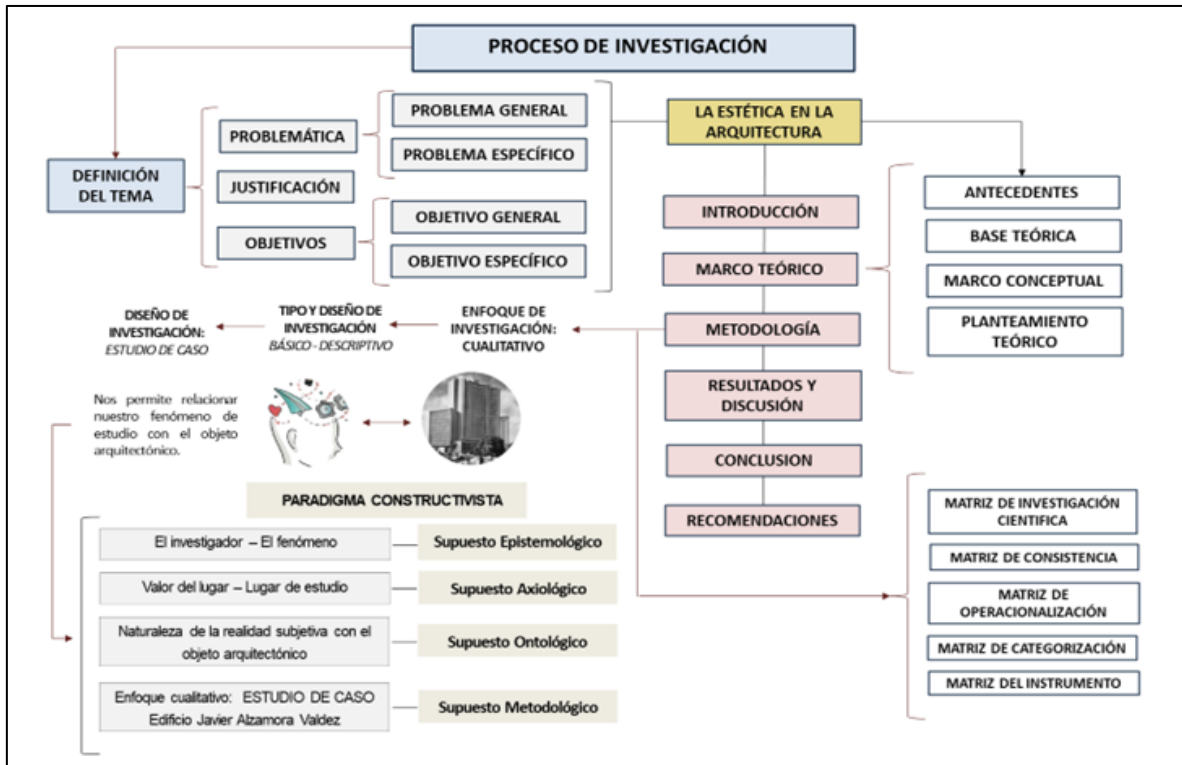 PROCESO DE INVESTIGACIÓN
DEFINICIÓN
DEL TEMA
PROBLEMÁTICA
JUSTIFICACIÓN
OBJETIVOS
PROBLEMA GENERAL
PROBLEMA ESPECÍFICO
OBJETIVO GENERAL
OBJETIVO ESPECÍFICO
LA ESTÉTICA EN LA
ARQUITECTURA
INTRODUCCIÓN
MARCO TEÓRICO
METODOLOGÍA
RESULTADOS Y
DISCUSIÓN
CONCLUSION
RECOMENDACIONES
ANTECEDENTES
BASE TEÓRICA
MARCO CONCEPTUAL
PLANTEAMIENTO
TEÓRICO
ENFOQUE DE
INVESTIGACIÓN:
CUALITATIVO
TIPO Y DISEÑO DE
INVESTIGACIÓN
BÁSICO - DESCRIPTIVO
DISEÑO DE
INVESTIGACIÓN:
ESTUDIO DE CASO
Nos permite relacionar
nuestro fenómeno de
estudio con el objeto
arquitectónico.
PARADIGMA CONSTRUCTIVISTA
El investigador – El fenómeno
Supuesto Epistemológico
Valor del lugar – Lugar de estudio
Supuesto Axiológico
Naturaleza de la realidad subjetiva con el
objeto arquitectónico
Supuesto Ontológico
Enfoque cualitativo: ESTUDIO DE CASO
Edificio Javier Alzamora Valdez
Supuesto Metodológico
MATRIZ DE INVESTIGACIÓN
CIENTIFICA
MATRIZ DE CONSISTENCIA
MATRIZ DE
OPERACIONALIZACIÓN
MATRIZ DE CATEGORIZACIÓN
MATRIZ DEL INSTRUMENTO